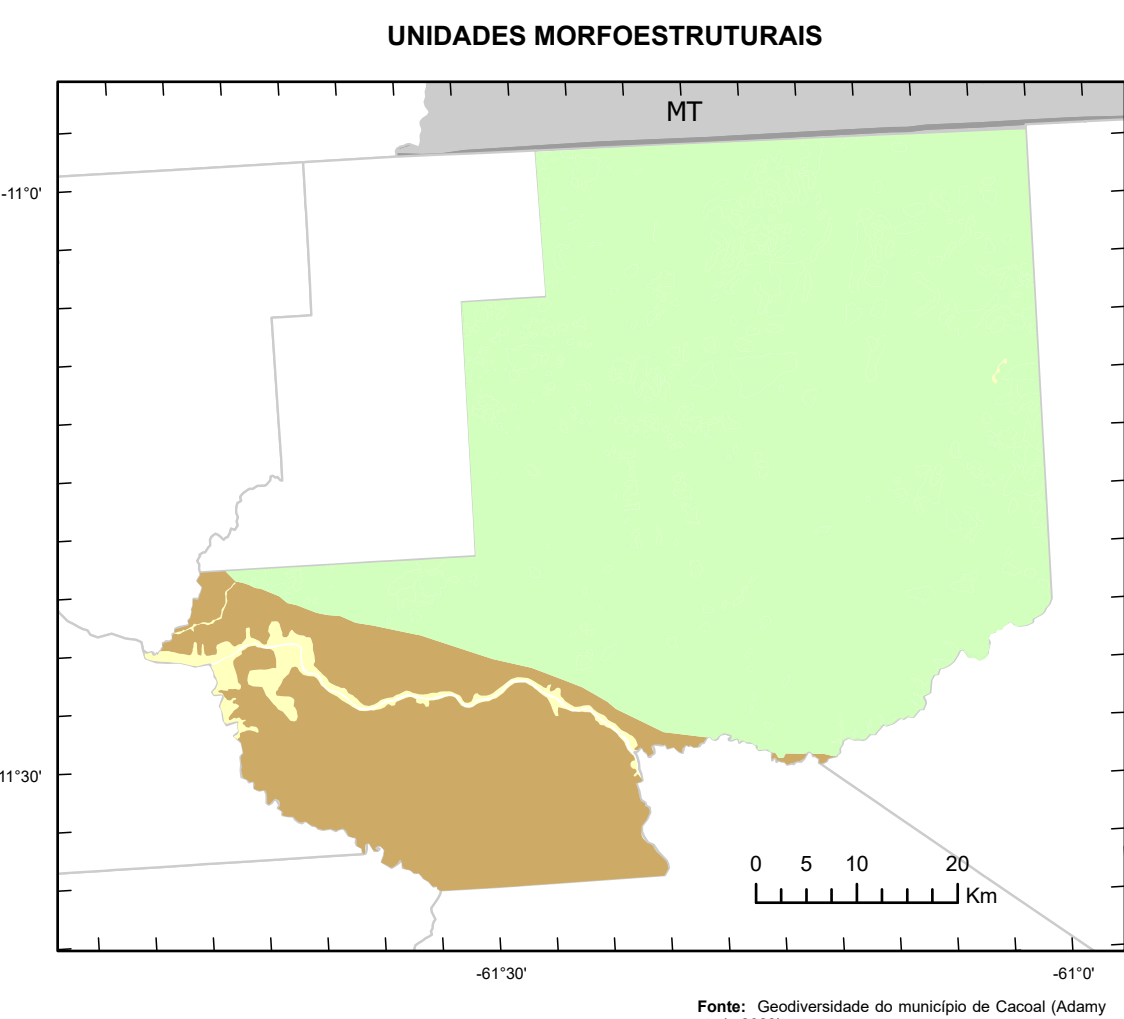 UNIDADES MORFOESTRUTURAIS
MT
-11°0'
11°30'
0 5 10 20
Km
-61°30'
-61°0'
Fonte: Geodiversidade do município de Cacoal (Adamy